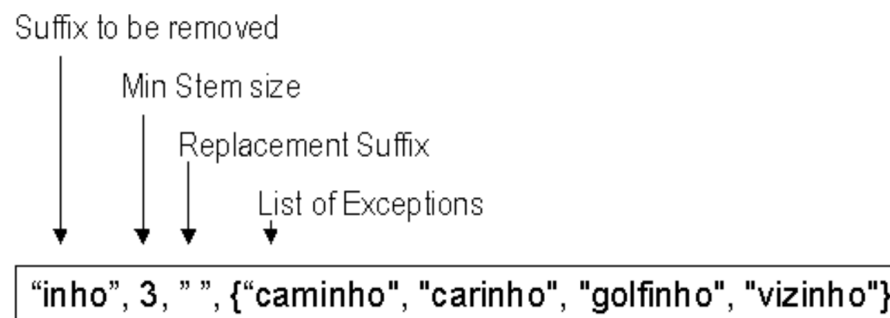 Suffix to be removed
Min Stem size
Replacement Suffix
List of Exceptions
“inho”, 3, ” ”, {“caminho", "carinho", "golfinho", "vizinho"}